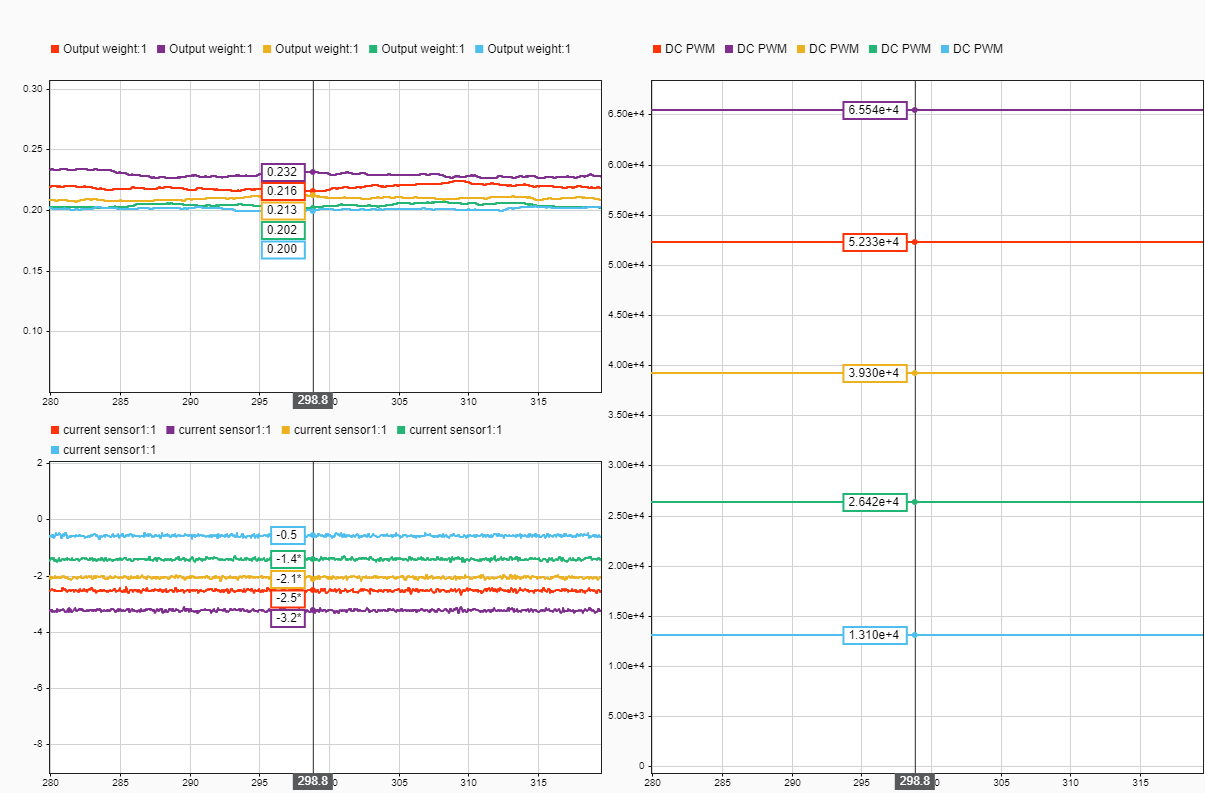 Output weight:1 Output weight:1 Output weight:1 Output weight:1 Output weight:1
0.30
0.25
0.20
0.15
0.10
0.232
0.216
0.213
0.202
0.200
280 285 290 295 298.8 0 305 310 315
current sensor1:1 current sensor1:1 current sensor1:1 current sensor1:1
current sensor1:1
2
0
-2
-4
-6
-8
-0.5
-1.4*
-2.1*
-2.5*
-3.2*
280 285 290 295 298.8 0 305 310 315
DC PWM DC PWM DC PWM DC PWM DC PWM
6.50e+4
6.00e+4
5.50e+4
5.00e+4
4.50e+4
4.00e+4
3.50e+4
3.00e+4
2.50e+4
2.00e+4
1.50e+4
1.00e+4
5.00e+3
0
6.554e+4
5.233e+4
3.930e+4
2.642e+4
1.310e+4
280 285 290 295 298.8 0 305 310 315